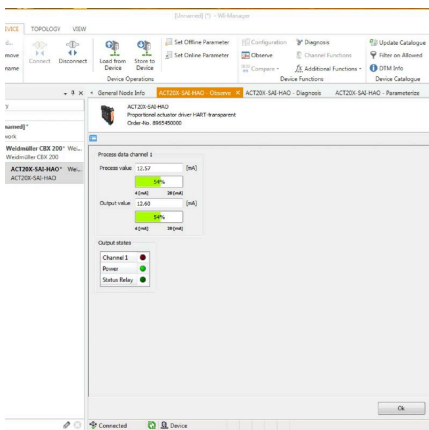 [Unnamed] (*) - WI-Manager
EVICE TOPOLOGY VIEW
move
name
Connect
Disconnect
Load from Device
Store to Device
Set Offline Parameter
Set Online Parameter
Device Operations
Configuration
Observe
Compare
Diagnosis
Channel Functions
Additional Functions
Device Functions
Update Catalogue
Filter on Allowed
DTM Info
Device Catalogue
General Node Info
ACT20X-SAI-HAO - Observe
ACT20X-SAI-HAO - Diagnosis
ACT20X-SAI-HAO - Parameterize
ACT20X-SAI-HAO
Proportional actuator driver HART-transparent
Order-No. 8965450000
named]*
work
Weidmüller CBX 200* Wei...
Weidmüller CBX 200
ACT20X-SAI-HAO* Wei...
ACT20X-SAI-HAO
Process data channel 1
Process value 12.57 [mA]
54%
4 [mA] 20 [mA]
Output value 12.60 [mA]
54%
4 [mA] 20 [mA]
Output states
Channel 1
Power
Status Relay
Ok
Connected
Device